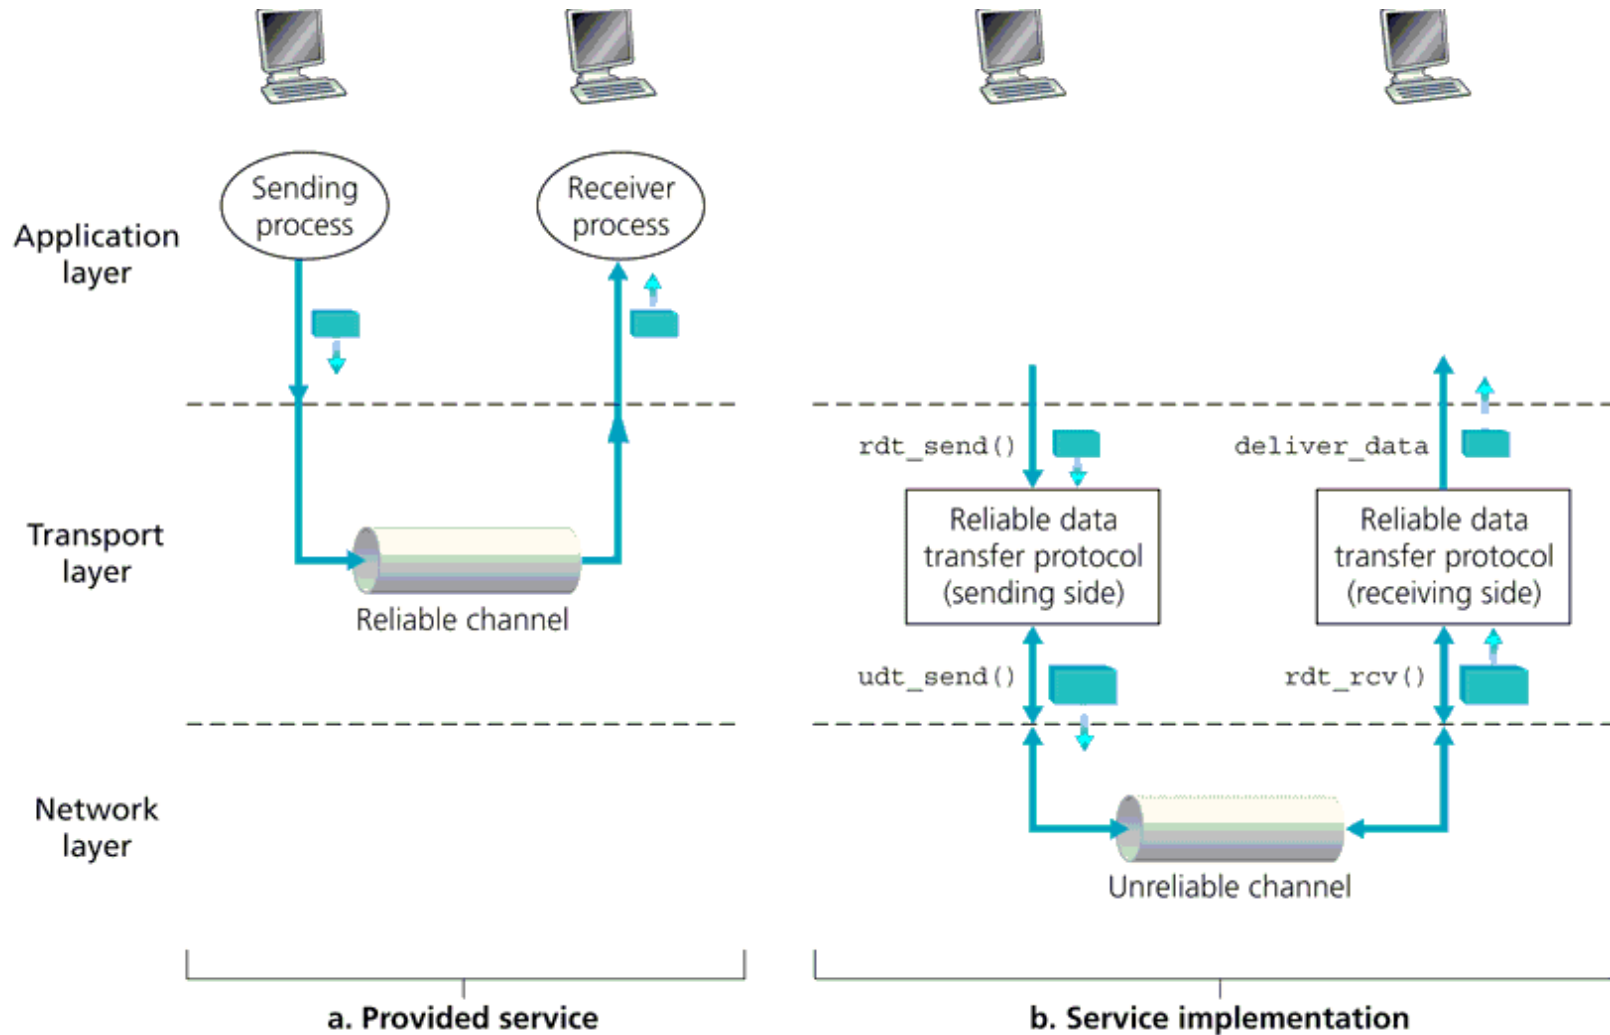 Sending
process
Receiver
process
Application
layer
rdt_send()
deliver_data
Reliable data
transfer protocol
(sending side)
Reliable data
transfer protocol
(receiving side)
Transport
layer
Reliable channel
udt_send()
rdt_rcv()
Network
layer
Unreliable channel
a. Provided service
b. Service implementation